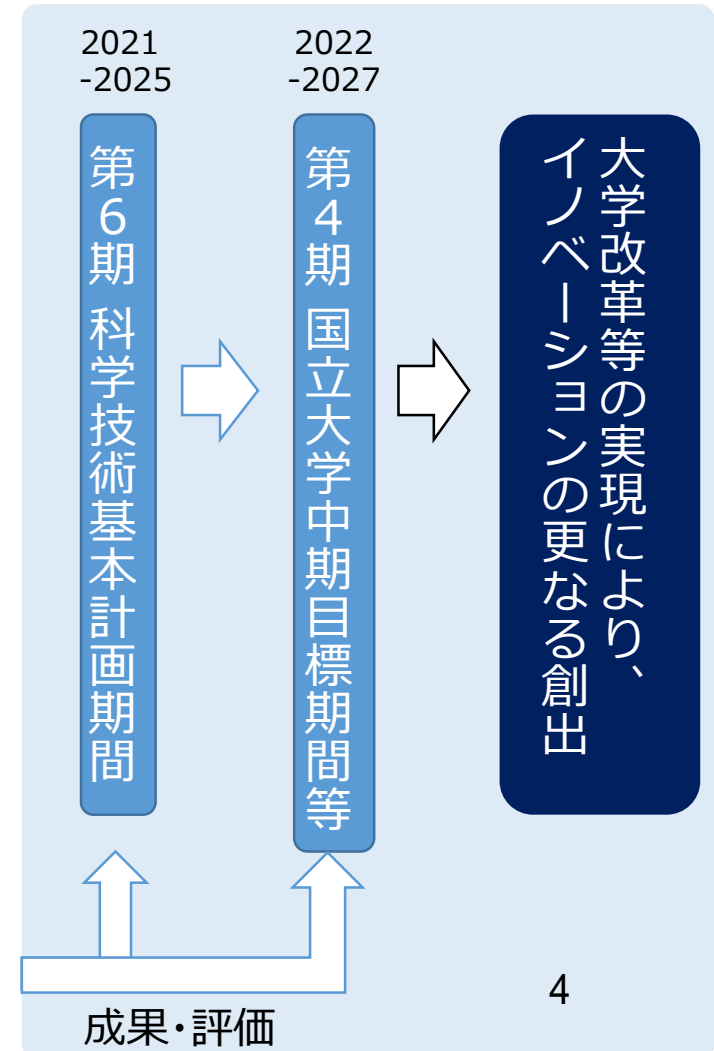 2021
-2025
2022
-2027
第６期 科学技術基本計画期間
第４期 国立大学中期目標期間等
大学改革等の実現により、
イノベーションの更なる創出
成果・評価
4